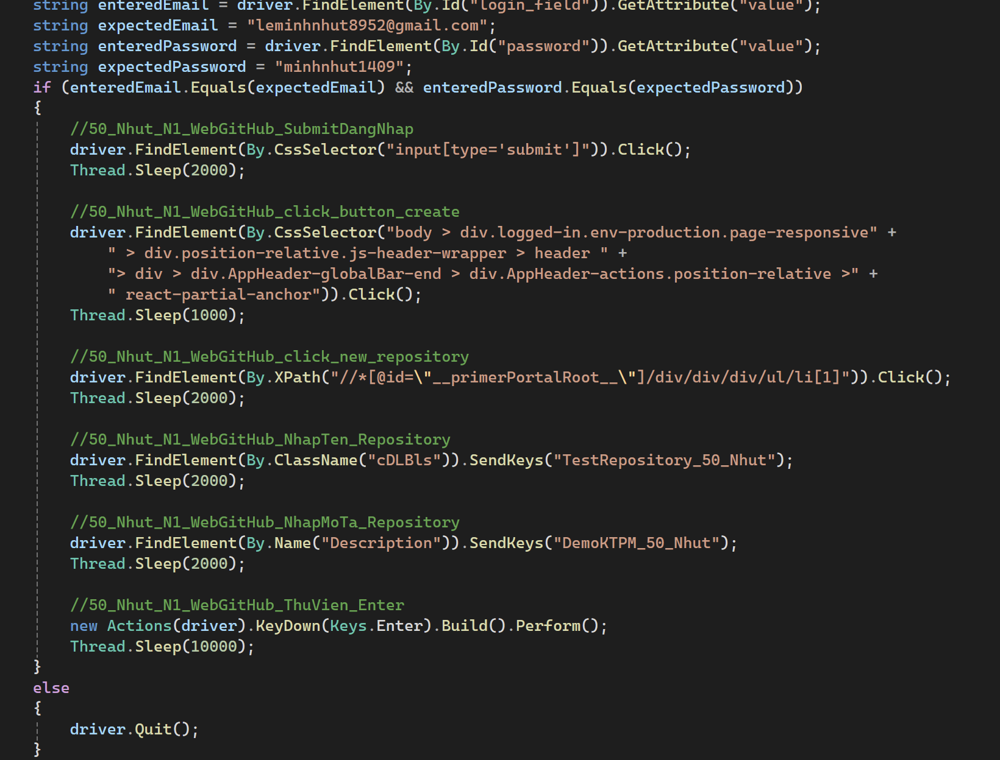 string enteredEmail = driver.FindElement(By.Id("login_field")).GetAttribute("value");
string expectedEmail = "leminhnhut8952@gmail.com";
string enteredPassword = driver.FindElement(By.Id("password")).GetAttribute("value");
string expectedPassword = "minhnhut1409";
if (enteredEmail.Equals(expectedEmail) && enteredPassword.Equals(expectedPassword))
{
    //50_Nhut_N1_WebGitHub_SubmitDangNhap
    driver.FindElement(By.CssSelector("input[type='submit']")).Click();
    Thread.Sleep(2000);

    //50_Nhut_N1_WebGitHub_click_button_create
    driver.FindElement(By.CssSelector("body > div.logged-in.env-production.page-responsive" +
        " > div.position-relative.js-header-wrapper > header " +
        "> div > div.AppHeader-globalBar-end > div.AppHeader-actions.position-relative >" +
        " react-partial-anchor")).Click();
    Thread.Sleep(1000);

    //50_Nhut_N1_WebGitHub_click_new_repository
    driver.FindElement(By.XPath("//*[@id=\"__primerPortalRoot__\"]/div/div/div/ul/li[1]")).Click();
    Thread.Sleep(2000);

    //50_Nhut_N1_WebGitHub_NhapTen_Repository
    driver.FindElement(By.ClassName("cDLBls")).SendKeys("TestRepository_50_Nhut");
    Thread.Sleep(2000);

    //50_Nhut_N1_WebGitHub_NhapMoTa_Repository
    driver.FindElement(By.Name("Description")).SendKeys("DemoKTPM_50_Nhut");
    Thread.Sleep(2000);

    //50_Nhut_N1_WebGitHub_ThuVien_Enter
    new Actions(driver).KeyDown(Keys.Enter).Build().Perform();
    Thread.Sleep(10000);
}
else
{
    driver.Quit();
}